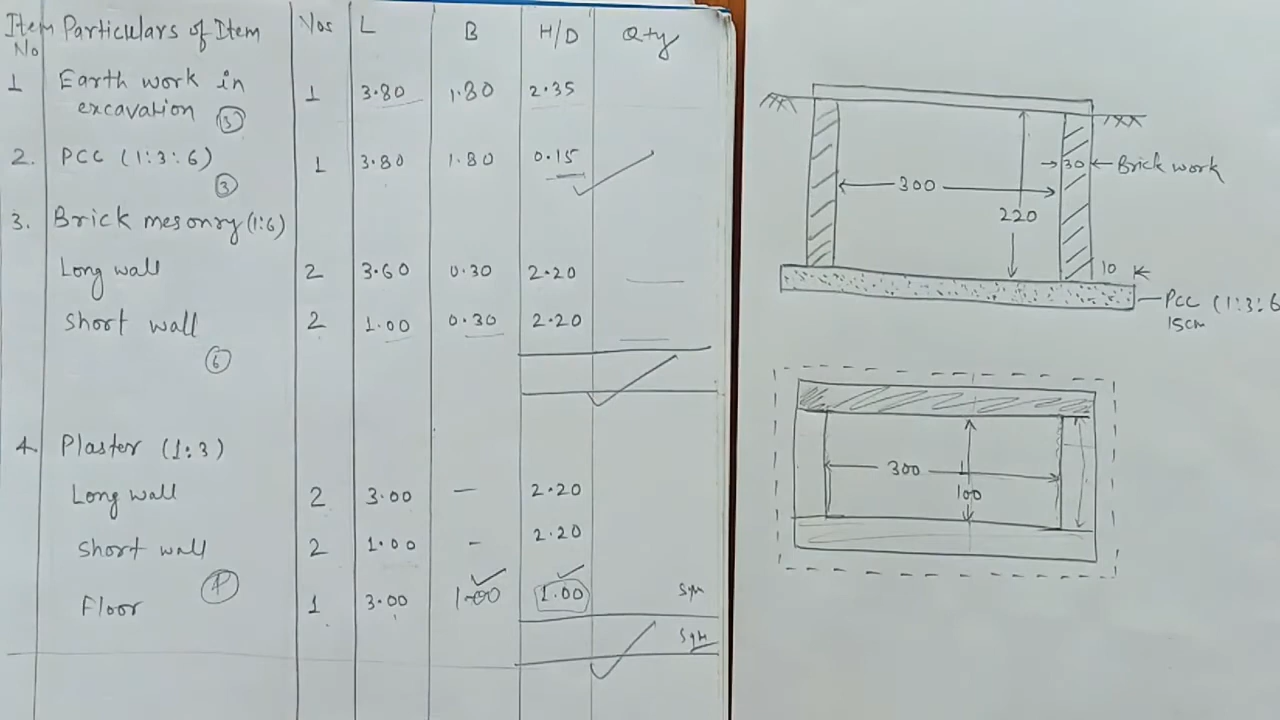 Item No Particulars of Item Nos L B H/D Qty
1 Earth work in excavation 3 1 3.80 1.80 2.35
2. PCC (1:3:6) 3 1 3.80 1.80 0.15
3. Brick mesonry (1:6)
Long wall 2 3.60 0.30 2.20
Short wall 2 1.00 0.30 2.20
6
4. Plaster (1:3)
Long wall 2 3.00 - 2.20
Short wall 2 1.00 - 2.20
Floor 1 3.00 1.00 1.00 Sqm
Sqm
300
220
30 Brick work
10
PCC (1:3:6
15cm
300
100